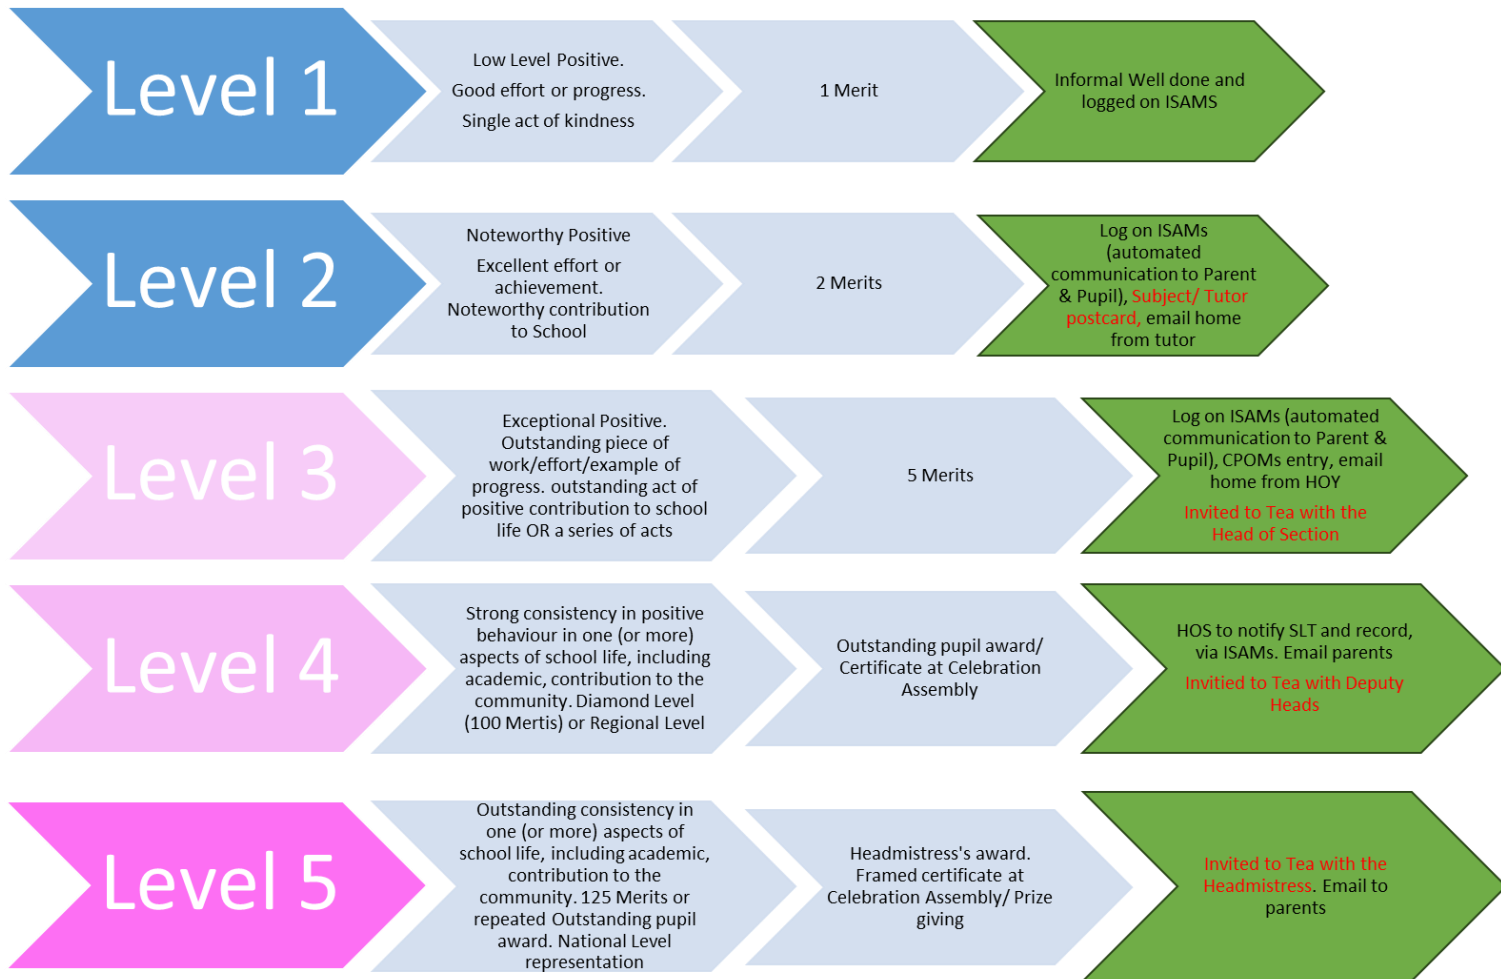 Level 1
Low Level Positive.
Good effort or progress.
Single act of kindness
1 Merit
Informal Well done and
logged on ISAMS
Level 2
Noteworthy Positive
Excellent effort or
achievement.
Noteworthy contribution
to School
2 Merits
Log on ISAMs
(automated
communication to Parent
& Pupil), Subject/ Tutor
postcard, email home
from tutor
Level 3
Exceptional Positive.
Outstanding piece of
work/effort/example of
progress. outstanding act of
positive contribution to school
life OR a series of acts
5 Merits
Log on ISAMs (automated
communication to Parent &
Pupil), CPOMs entry, email
home from HOY
Invited to Tea with the
Head of Section
Level 4
Strong consistency in positive
behaviour in one (or more)
aspects of school life, including
academic, contribution to the
community. Diamond Level
(100 Mertis) or Regional Level
Outstanding pupil award/
Certificate at Celebration
Assembly
HOS to notify SLT and record,
via ISAMs. Email parents
Invitied to Tea with Deputy
Heads
Level 5
Outstanding consistency in
one (or more) aspects of
school life, including academic,
contribution to the
community. 125 Merits or
repeated Outstanding pupil
award. National Level
representation
Headmistress's award.
Framed certificate at
Celebration Assembly/ Prize
giving
Invited to Tea with the
Headmistress. Email to
parents